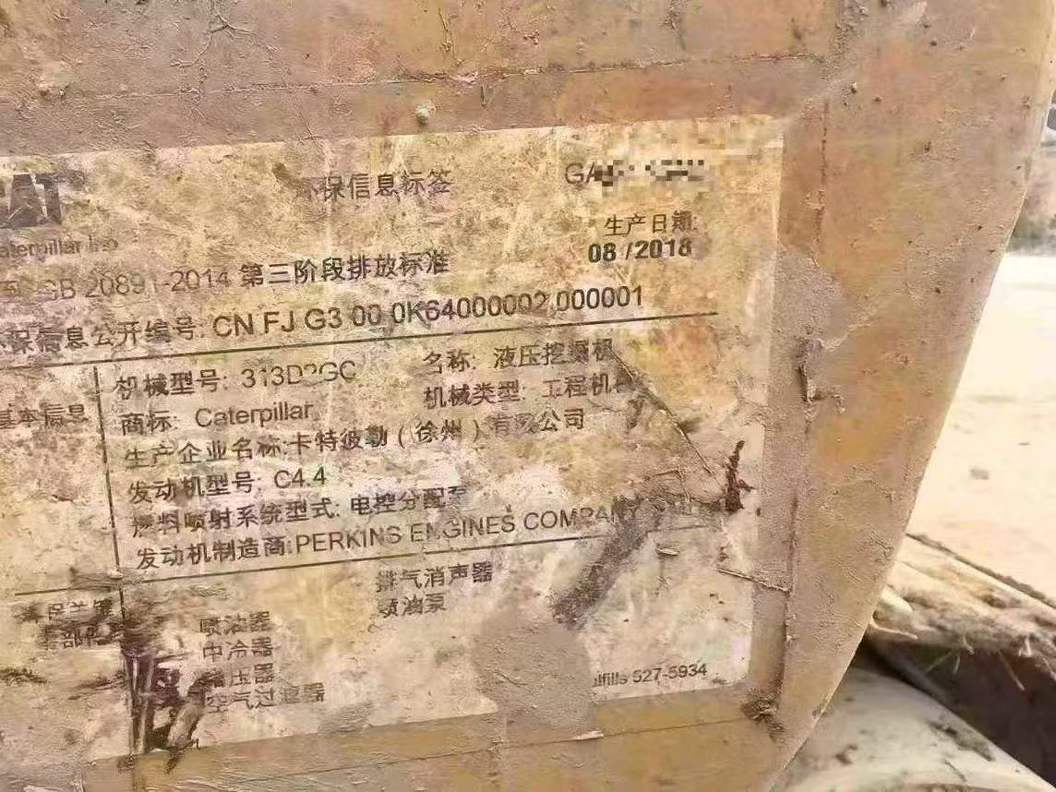 CAT
保信息标签
Caterpillar Inc
生产日期:
08 /2018
GB 20891-2014 第三阶段排放标准
保信息公开编号: CN FJ G3 00 0K64000002 000001
基本信息
机械型号: 313D2GC 名称: 液压挖掘机
商标: Caterpillar 机械类型: 工程机
生产企业名称:卡特彼勒(徐州)有限公司
发动机型号: C4.4
燃料喷射系统型式: 电控分配泵
发动机制造商:PERKINS ENGINES COMPANY
排气消声器
喷油器 喷油泵
中冷器
增压器
空气过滤器
527-5934